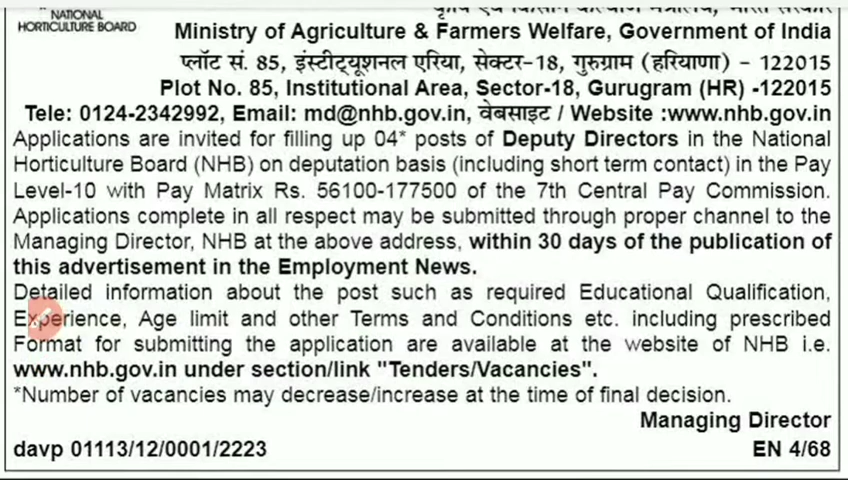 NATIONAL
HORTICULTURE BOARD
Ministry of Agriculture & Farmers Welfare, Government of India
प्लॉट सं. 85, इंस्टीट्यूशनल एरिया, सेक्टर-18, गुरुग्राम (हरियाणा) - 122015
Plot No. 85, Institutional Area, Sector-18, Gurugram (HR) -122015
Tele: 0124-2342992, Email: md@nhb.gov.in, वेबसाइट / Website :www.nhb.gov.in
Applications are invited for filling up 04* posts of Deputy Directors in the National
Horticulture Board (NHB) on deputation basis (including short term contact) in the Pay
Level-10 with Pay Matrix Rs. 56100-177500 of the 7th Central Pay Commission.
Applications complete in all respect may be submitted through proper channel to the
Managing Director, NHB at the above address, within 30 days of the publication of
this advertisement in the Employment News.
Detailed information about the post such as required Educational Qualification,
Experience, Age limit and other Terms and Conditions etc. including prescribed
Format for submitting the application are available at the website of NHB i.e.
www.nhb.gov.in under section/link "Tenders/Vacancies".
*Number of vacancies may decrease/increase at the time of final decision.
Managing Director
davp 01113/12/0001/2223 EN 4/68